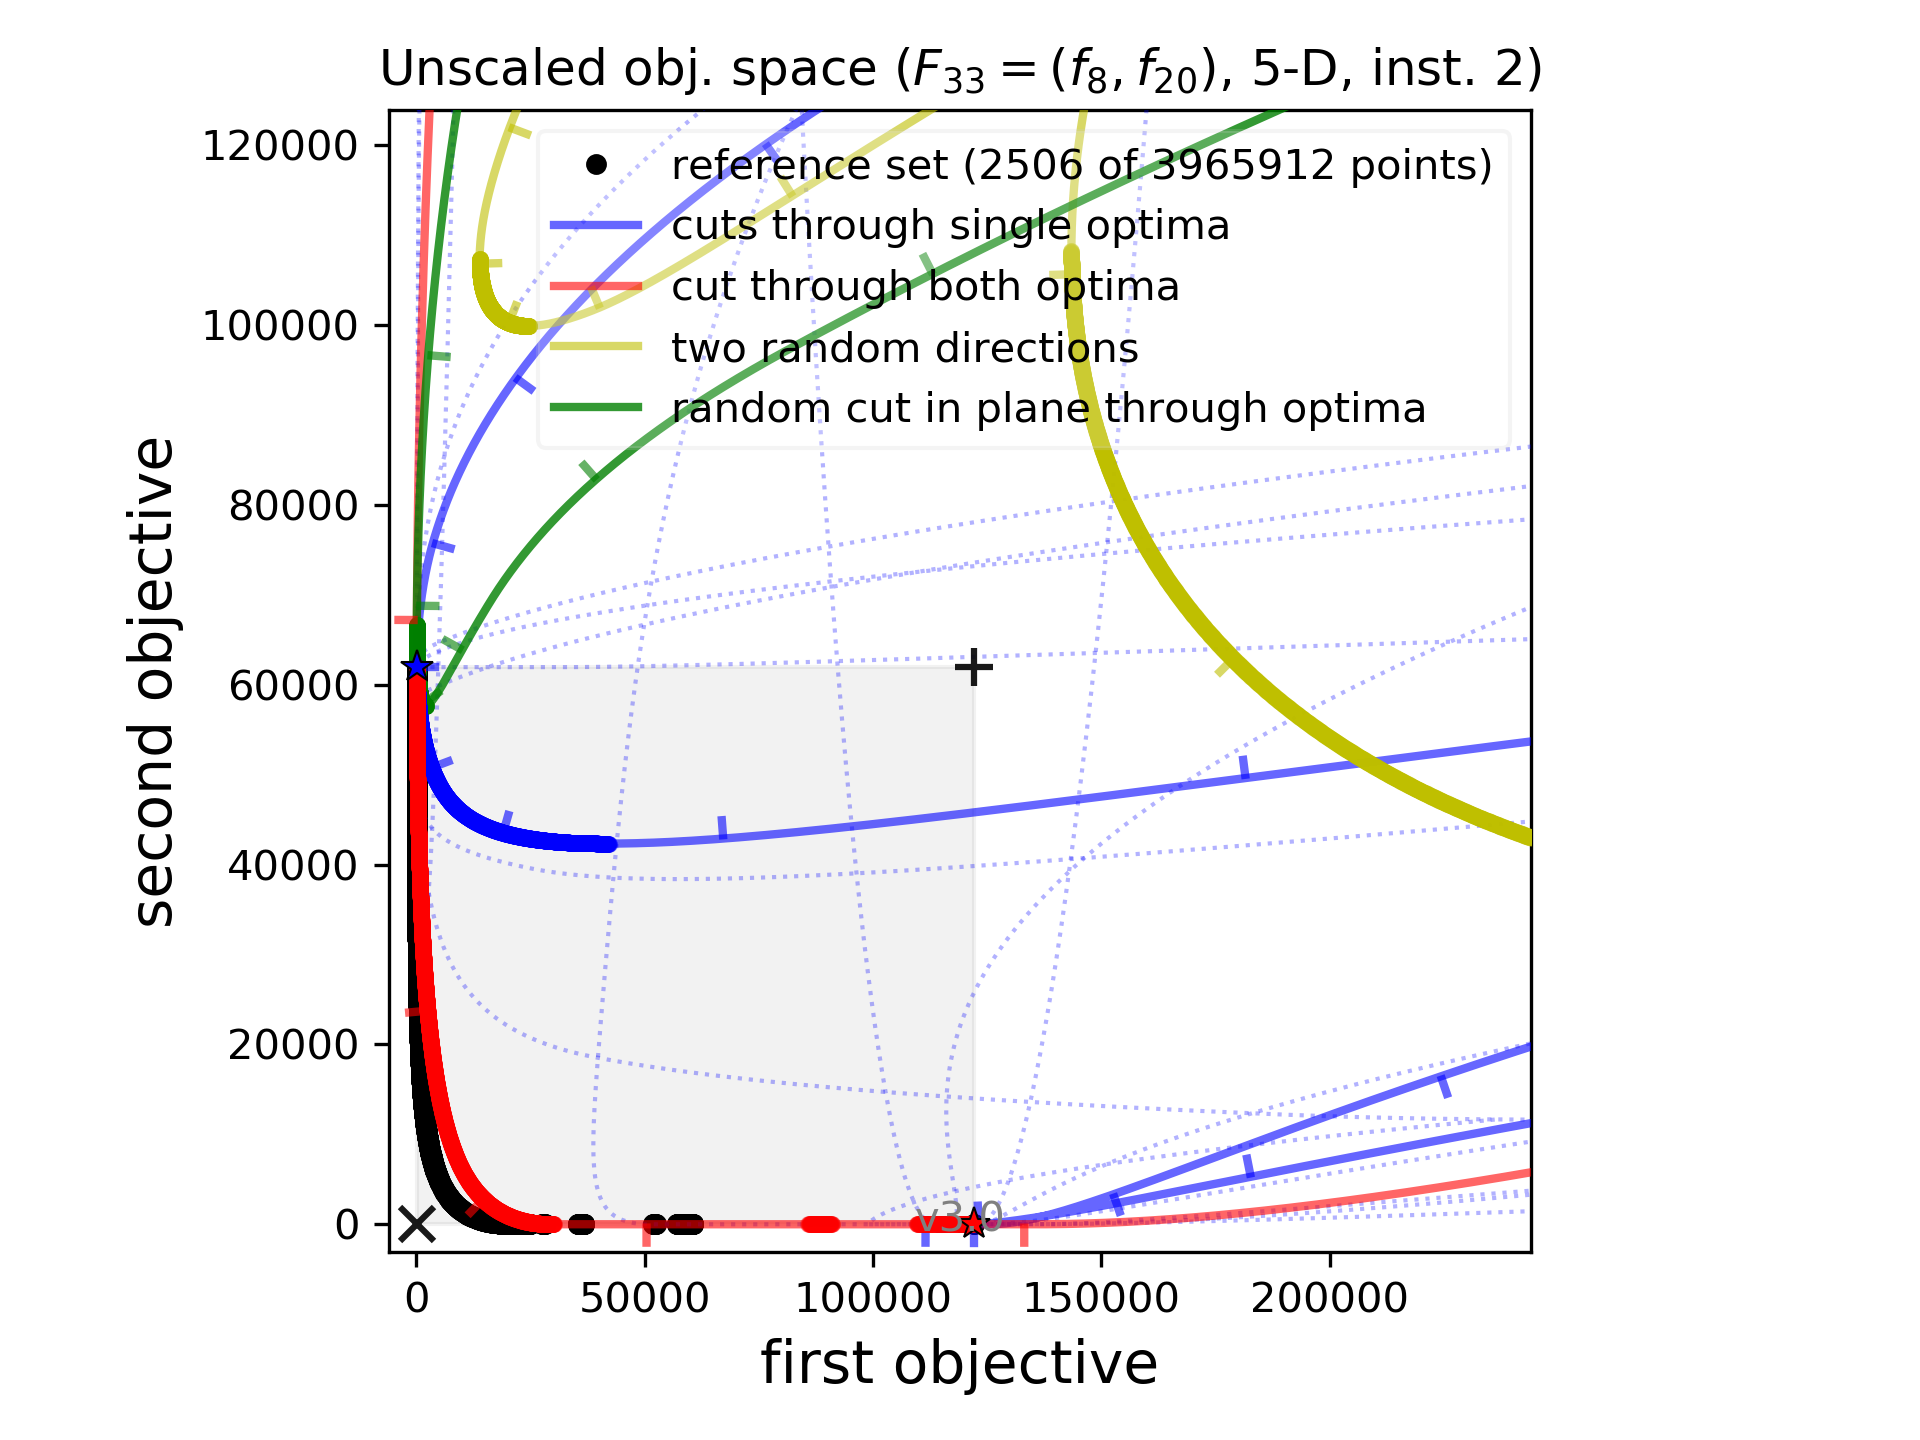 Unscaled obj. space (F33 = (f8, f20), 5-D, inst. 2)
reference set (2506 of 3965912 points)
cuts through single optima
cut through both optima
two random directions
random cut in plane through optima
second objective
120000
100000
80000
60000
40000
20000
0
v3.0
0
50000
100000
150000
200000
first objective